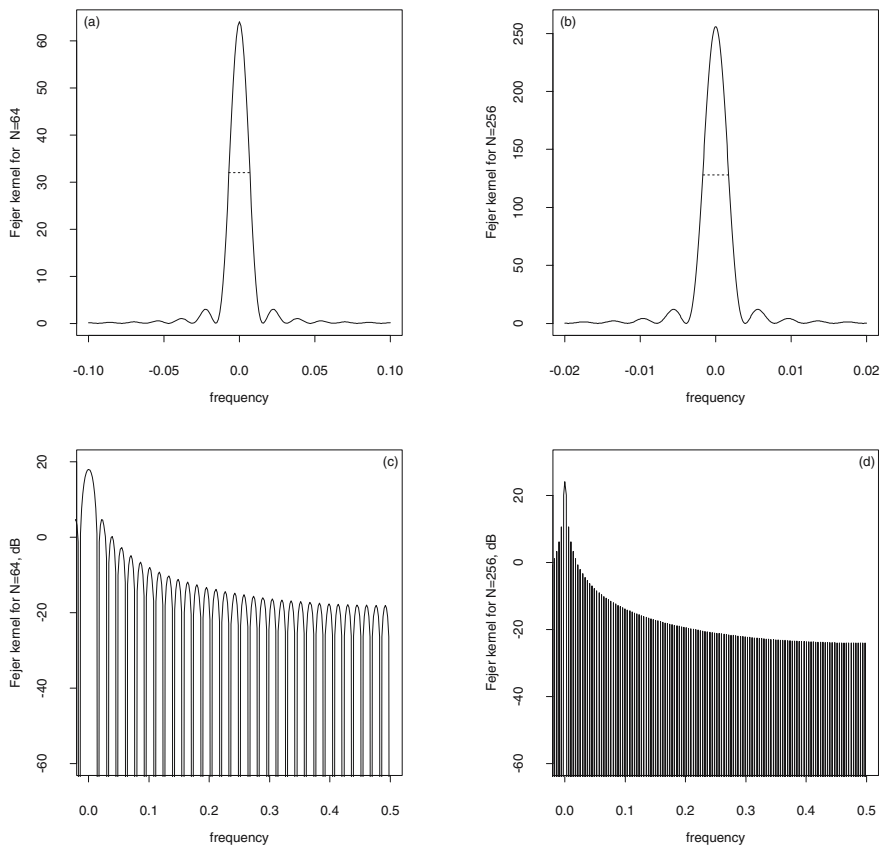 (a)
Fejer kernel for N=64
60
50
40
30
20
10
0
-0.10 -0.05 0.0 0.05 0.10
frequency
(b)
Fejer kernel for N=256
250
200
150
100
50
0
-0.02 -0.01 0.0 0.01 0.02
frequency
(c)
Fejer kernel for N=64, dB
20
0
-20
-40
-60
0.0 0.1 0.2 0.3 0.4 0.5
frequency
(d)
Fejer kernel for N=256, dB
20
0
-20
-40
-60
0.0 0.1 0.2 0.3 0.4 0.5
frequency